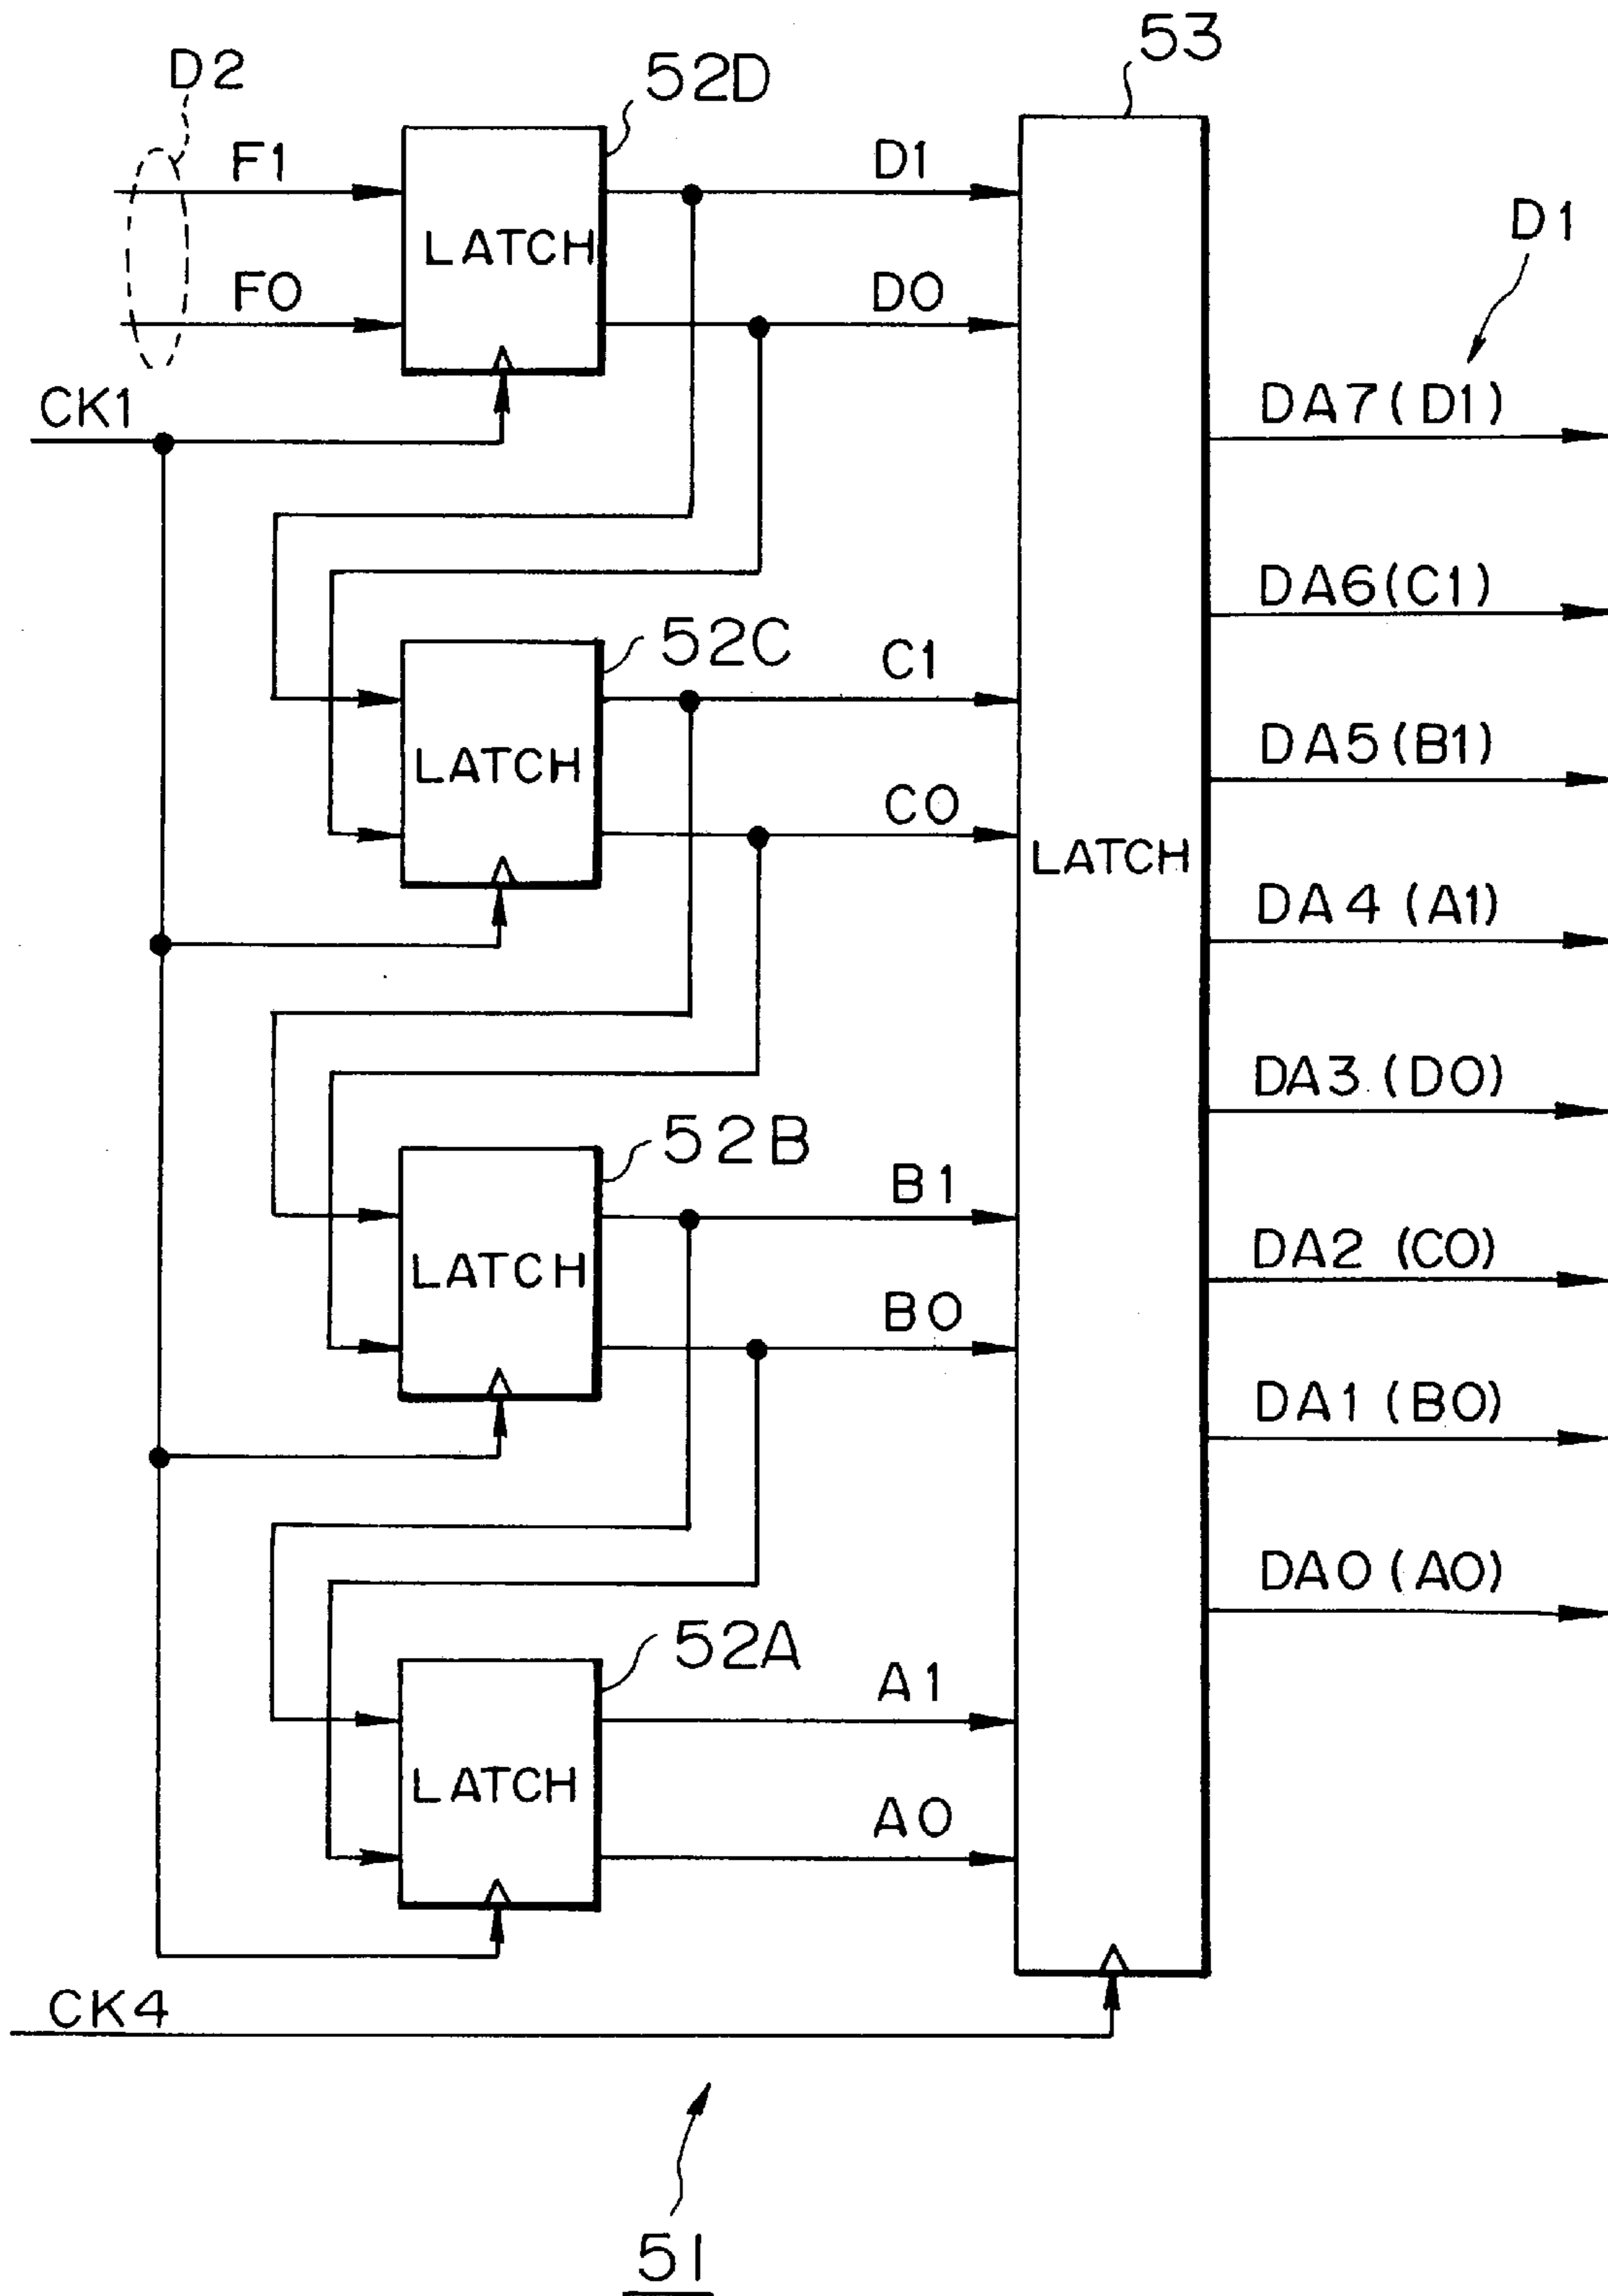 53
D2
52D
F1
D1
LATCH
D1
F0
D0
CK1
DA7(D1)
DA6(C1)
52C
C1
DA5(B1)
LATCH
C0
LATCH
DA4 (A1)
DA3 (D0)
52B
B1
DA2 (C0)
LATCH
B0
DA1 (B0)
DA0 (A0)
52A
A1
LATCH
A0
CK4
51